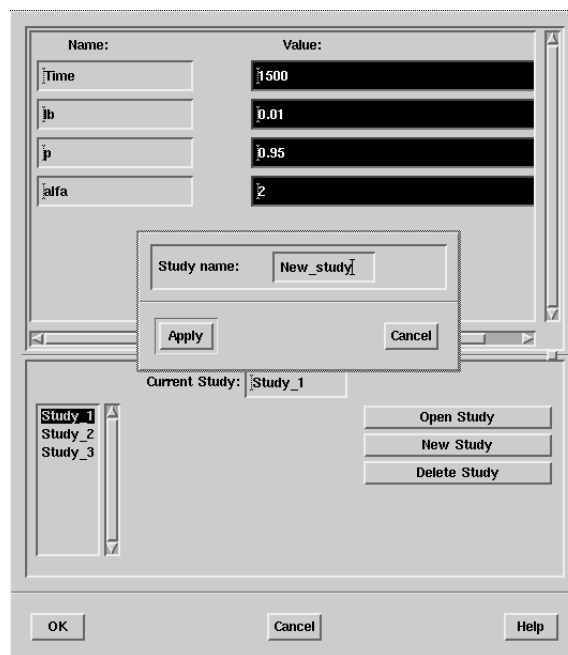 Name: Value:
Time 1500
lb 0.01
p 0.95
alfa 2
Study name: New_study
Apply Cancel
Current Study: Study_1
Study_1
Study_2
Study_3
Open Study
New Study
Delete Study
OK Cancel Help